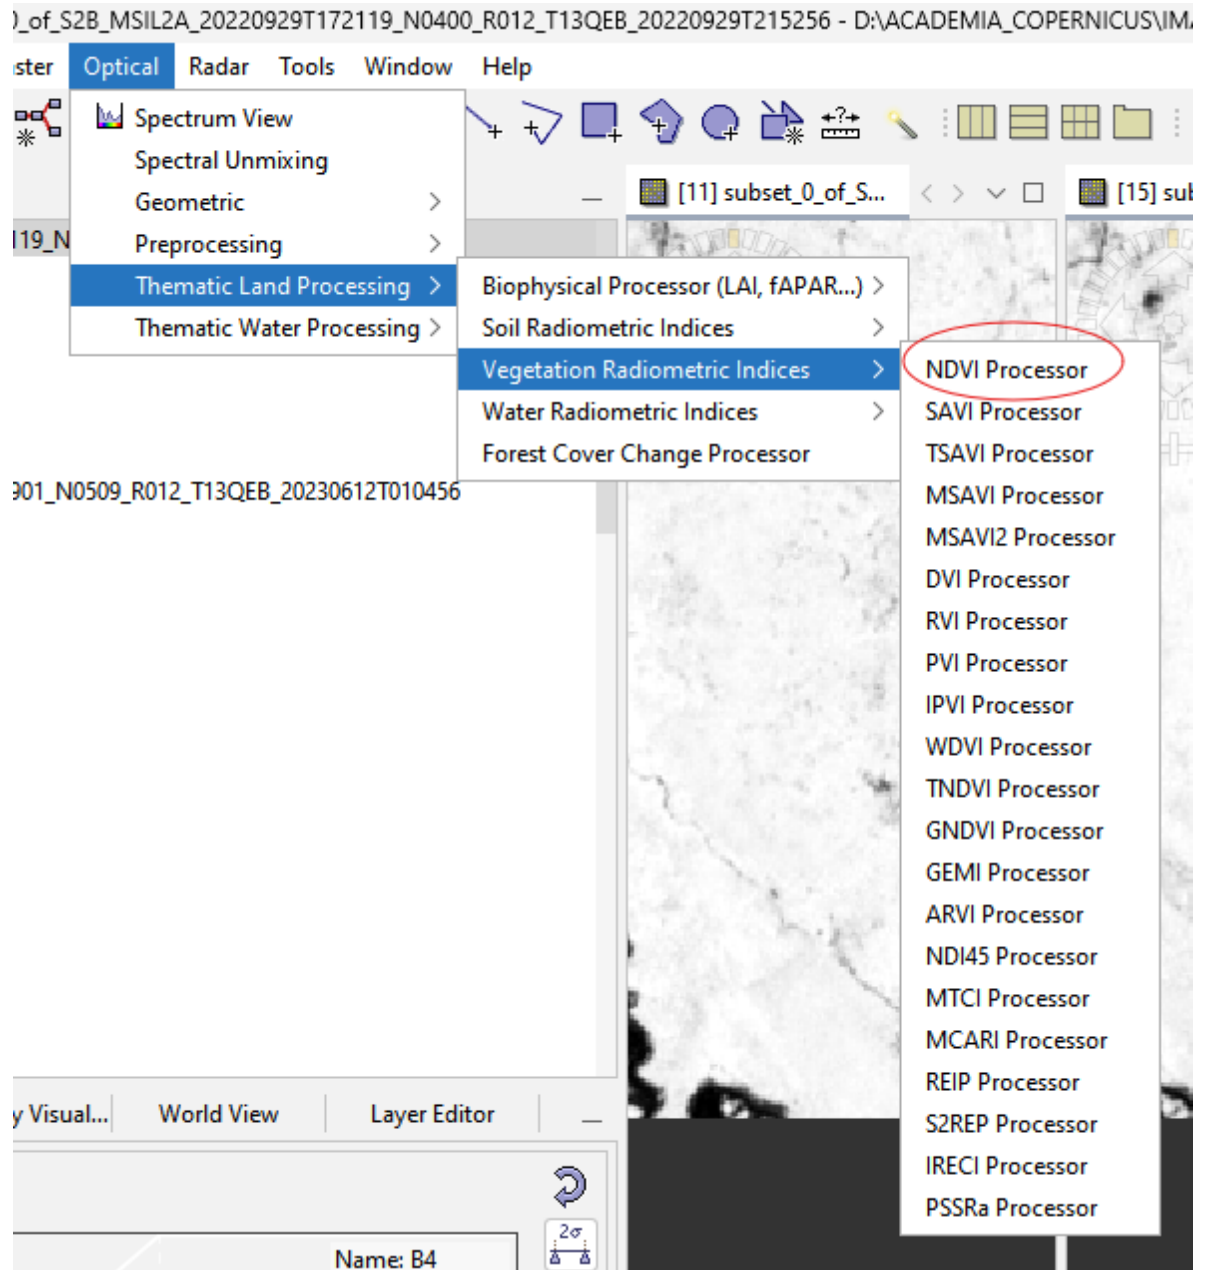 0_of_S2B_MSIL2A_20220929T172119_N0400_R012_T13QEB_20220929T215256 - D:\ACADEMIA_COPERNICUS\IM
ster Optical Radar Tools Window Help
Spectrum View
Spectral Unmixing
Geometric
Preprocessing
Thematic Land Processing
Thematic Water Processing
[11] subset_0_of_S...
[15] sub
119_N
Biophysical Processor (LAI, fAPAR...)
Soil Radiometric Indices
Vegetation Radiometric Indices
Water Radiometric Indices
Forest Cover Change Processor
NDVI Processor
SAVI Processor
TSAVI Processor
MSAVI Processor
MSAVI2 Processor
DVI Processor
RVI Processor
PVI Processor
IPVI Processor
WDVI Processor
TNDVI Processor
GNDVI Processor
GEMI Processor
ARVI Processor
NDI45 Processor
MTCI Processor
MCARI Processor
REIP Processor
S2REP Processor
IRECI Processor
PSSRa Processor
901_N0509_R012_T13QEB_20230612T010456
y Visual... World View Layer Editor
2σ
Name: B4